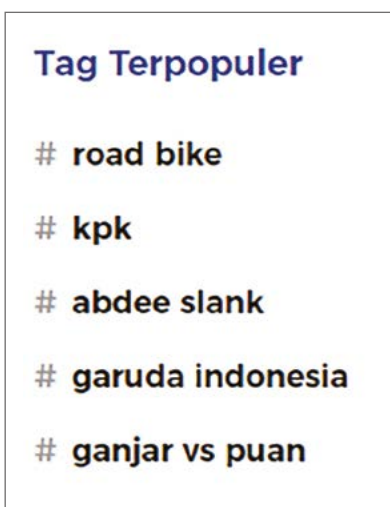 Tag Terpopuler
# road bike
# kpk
# abdee slank
# garuda indonesia
# ganjar vs puan